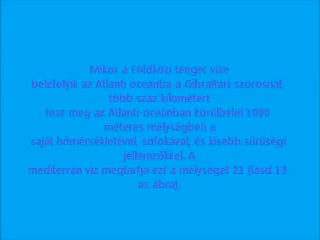 Mikor a Földközi tenger vize
belefolyik az Atlanti óceánba a Gibraltári szorosnál,
több száz kilométert
tesz meg az Atlanti-óceánban körülbelül 1000
méteres mélységben a
saját hőmérsékletével, sófokával, és kisebb sűrűségi
jellemzőkkel. A
mediterrán víz megtartja ezt a mélységet 21 (lásd 13
as ábra).